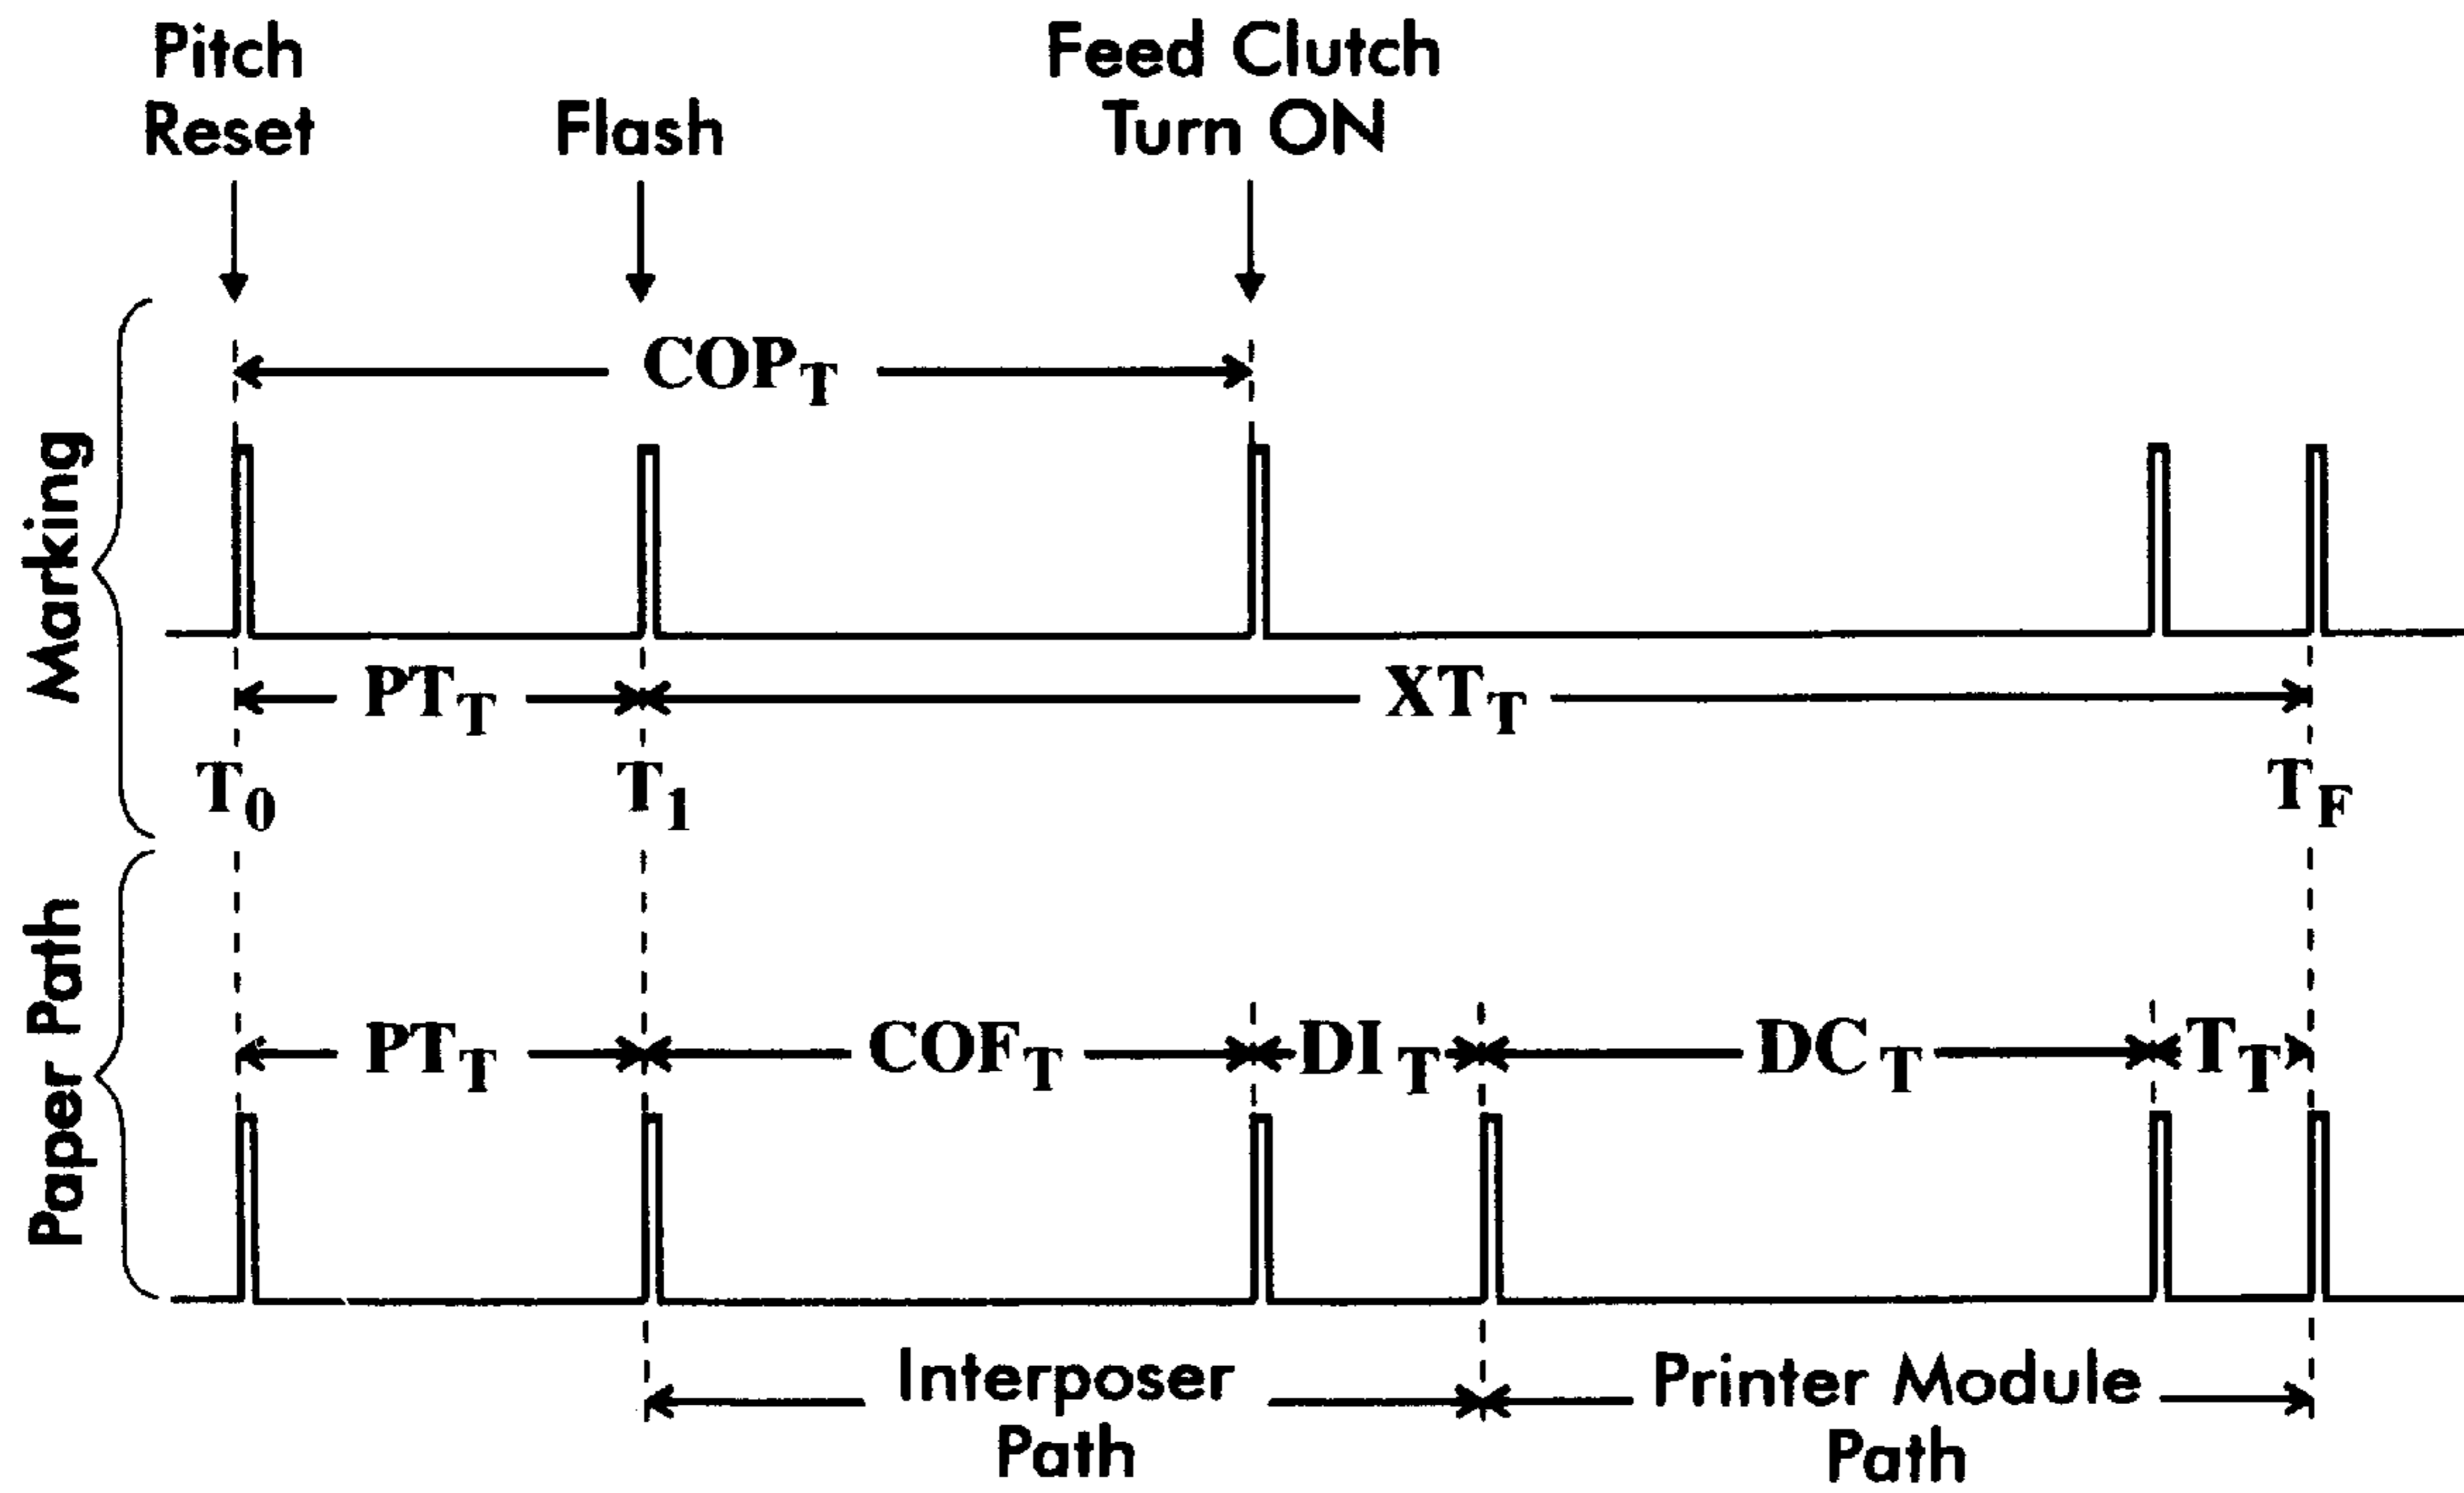 Pitch
Reset
Flash
Feed Clutch
Turn ON
Marking
COP_T
PT_T
XT_T
T_0
T_1
T_F
Paper Path
PT_T
COF_T
DI_T
DC_T
T_T
Interposer
Path
Printer Module
Path